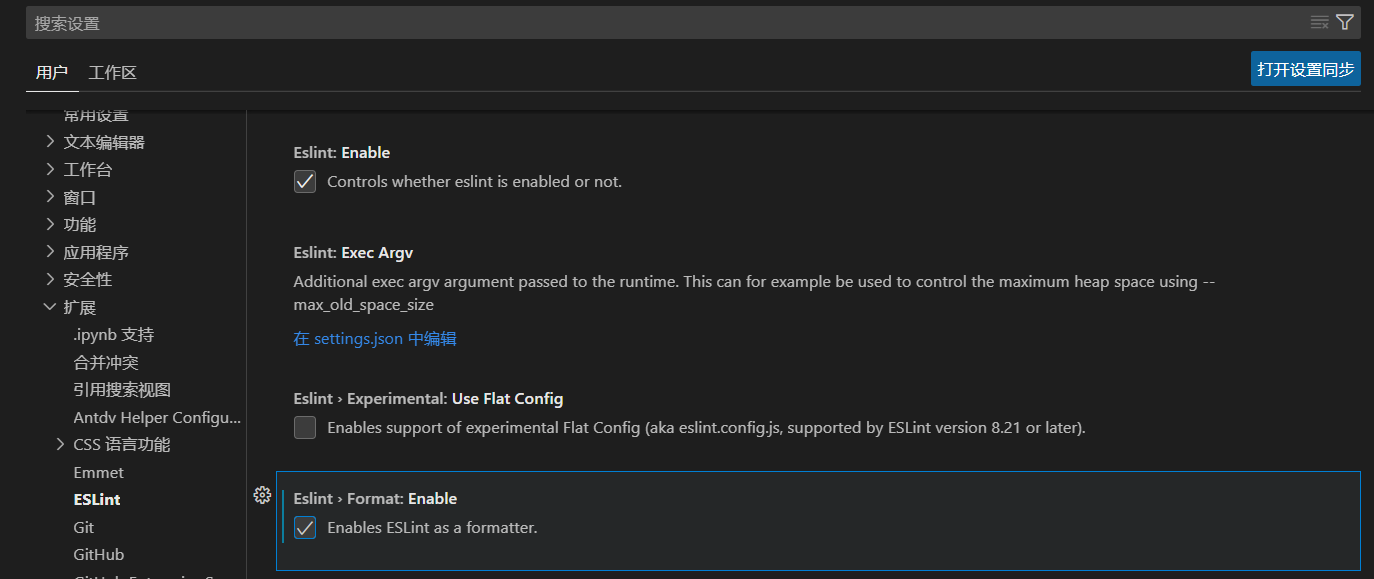 搜索设置
用户 工作区
打开设置同步
常用设置
文本编辑器
工作台
窗口
功能
应用程序
安全性
扩展
.ipynb 支持
合并冲突
引用搜索视图
Antdv Helper Configu...
CSS 语言功能
Emmet
ESLint
Git
GitHub
Eslint: Enable
Controls whether eslint is enabled or not.
Eslint: Exec Argv
Additional exec argv argument passed to the runtime. This can for example be used to control the maximum heap space using --
max_old_space_size
在 settings.json 中编辑
Eslint › Experimental: Use Flat Config
Enables support of experimental Flat Config (aka eslint.config.js, supported by ESLint version 8.21 or later).
Eslint › Format: Enable
Enables ESLint as a formatter.